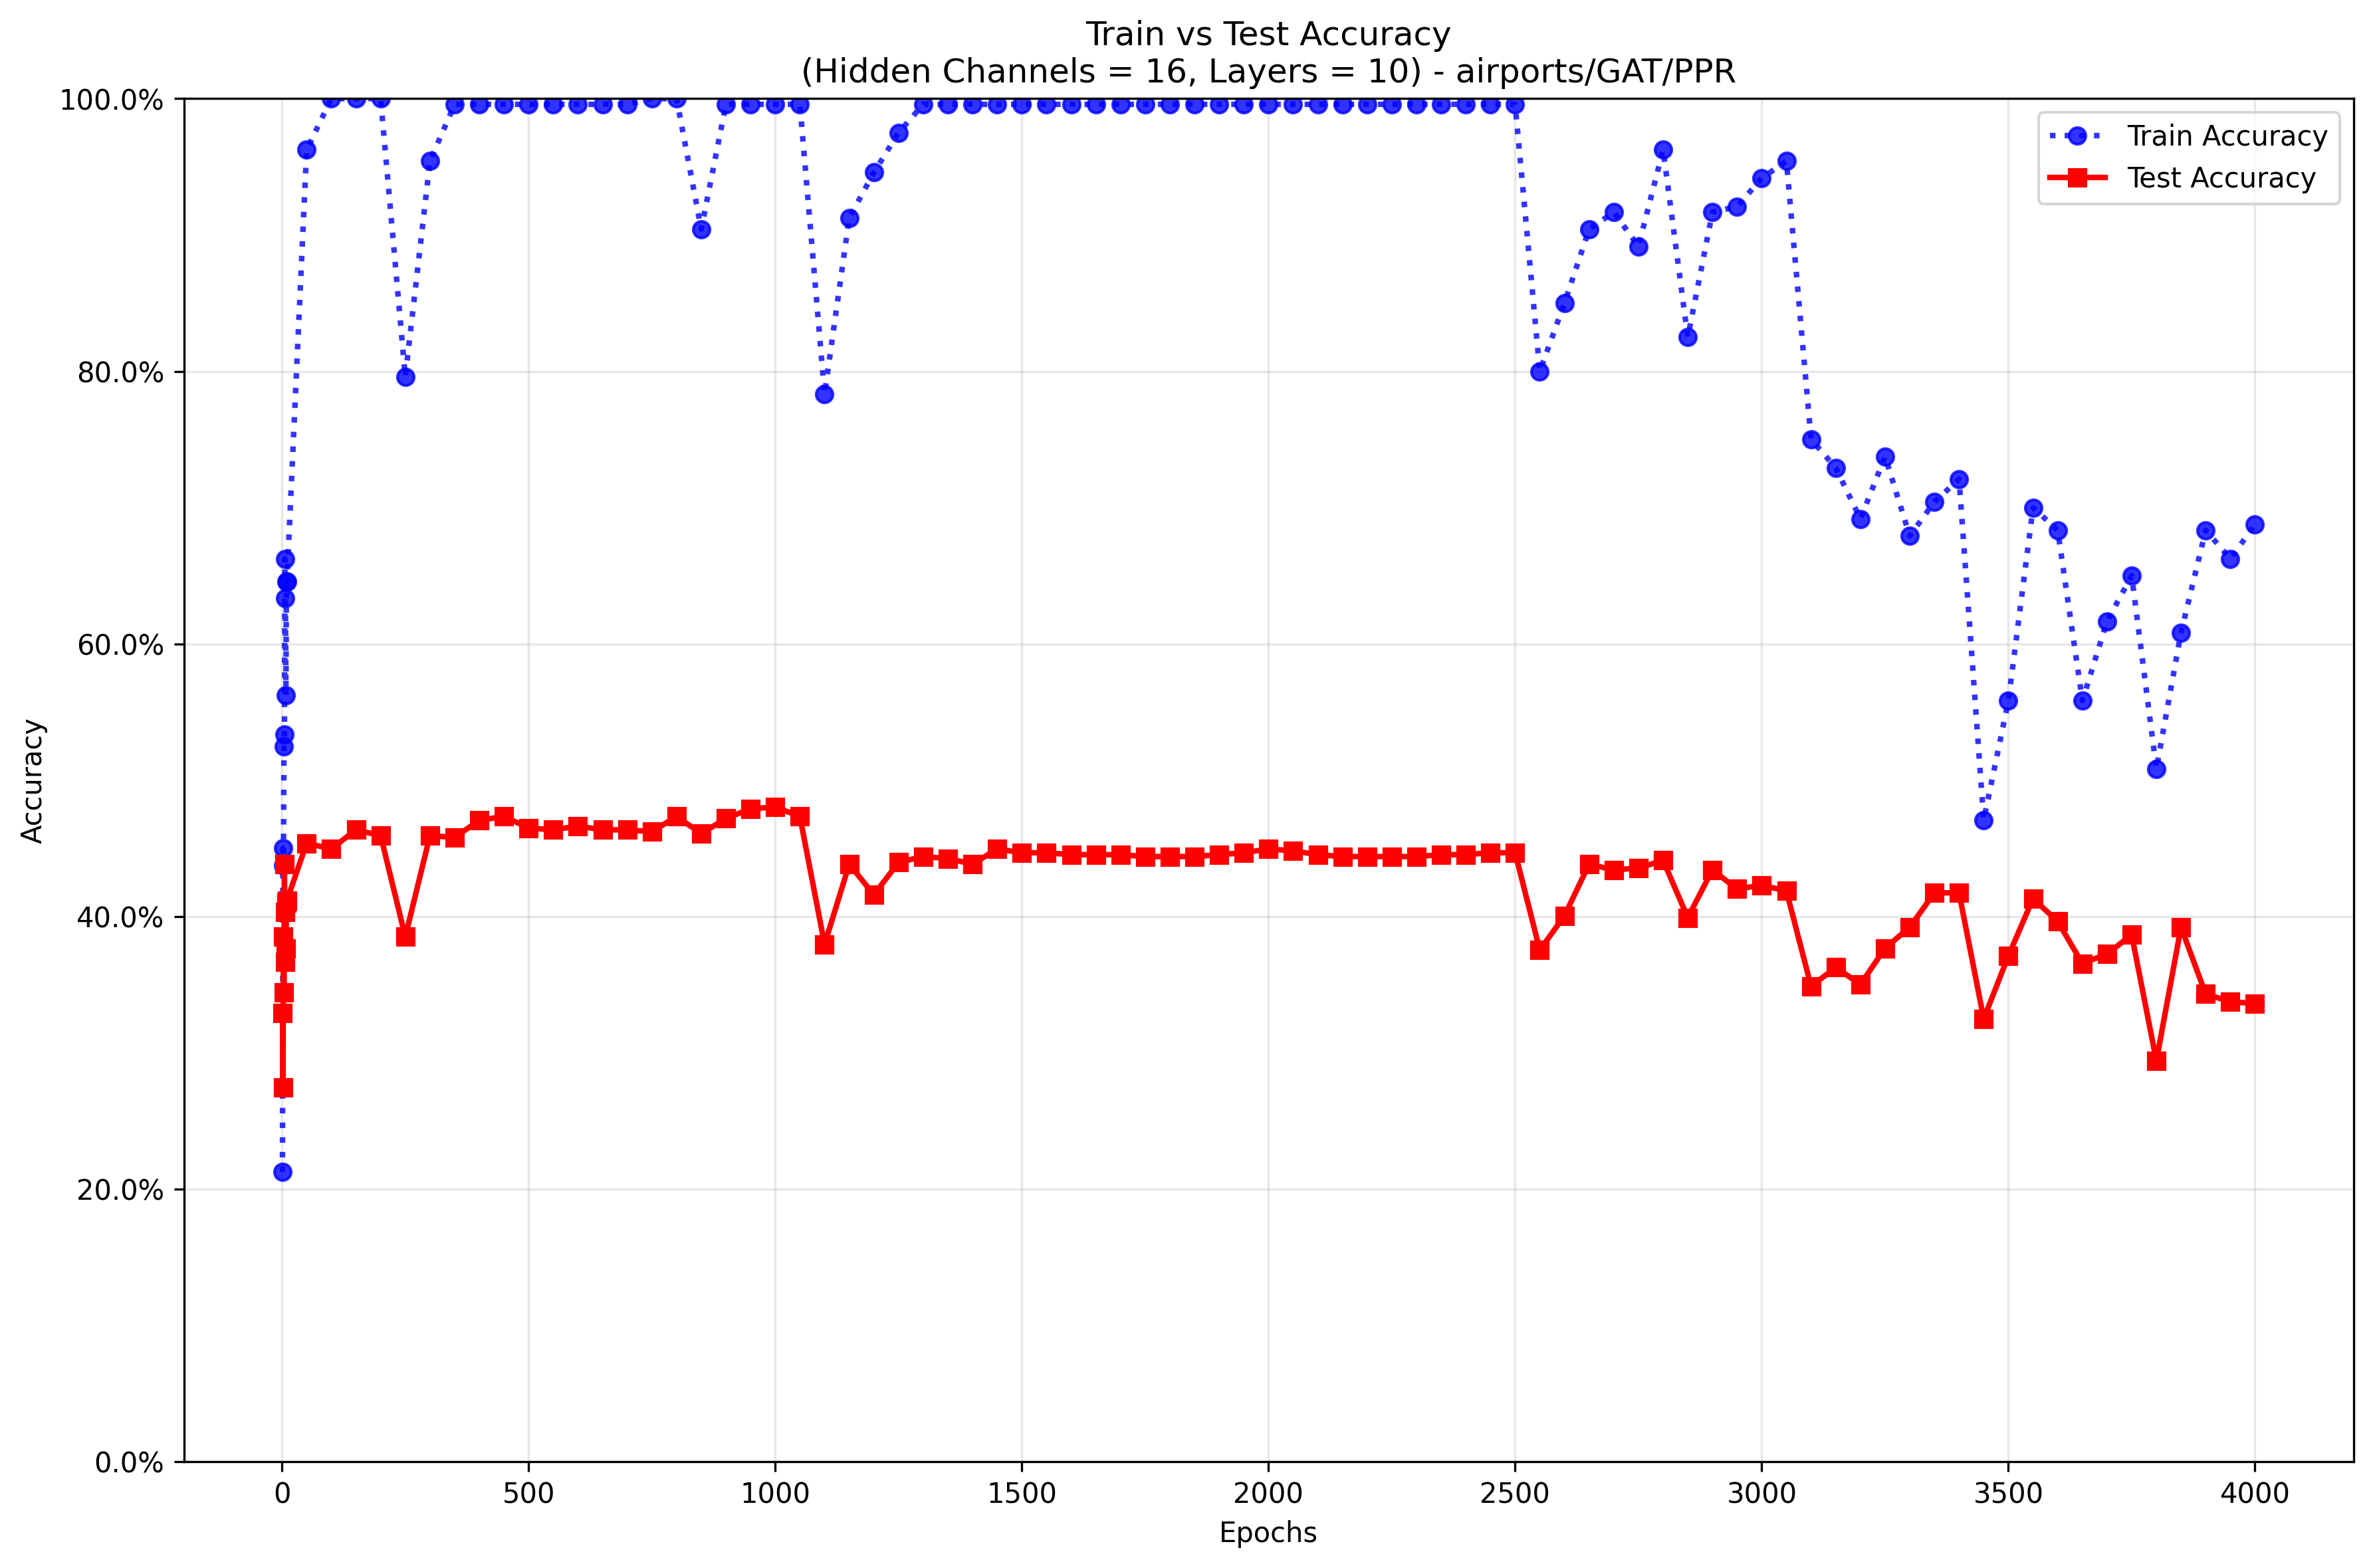 Train vs Test Accuracy
(Hidden Channels = 16, Layers = 10) - airports/GAT/PPR
Train Accuracy
Test Accuracy
Accuracy
100.0%
80.0%
60.0%
40.0%
20.0%
0.0%
0 500 1000 1500 2000 2500 3000 3500 4000
Epochs